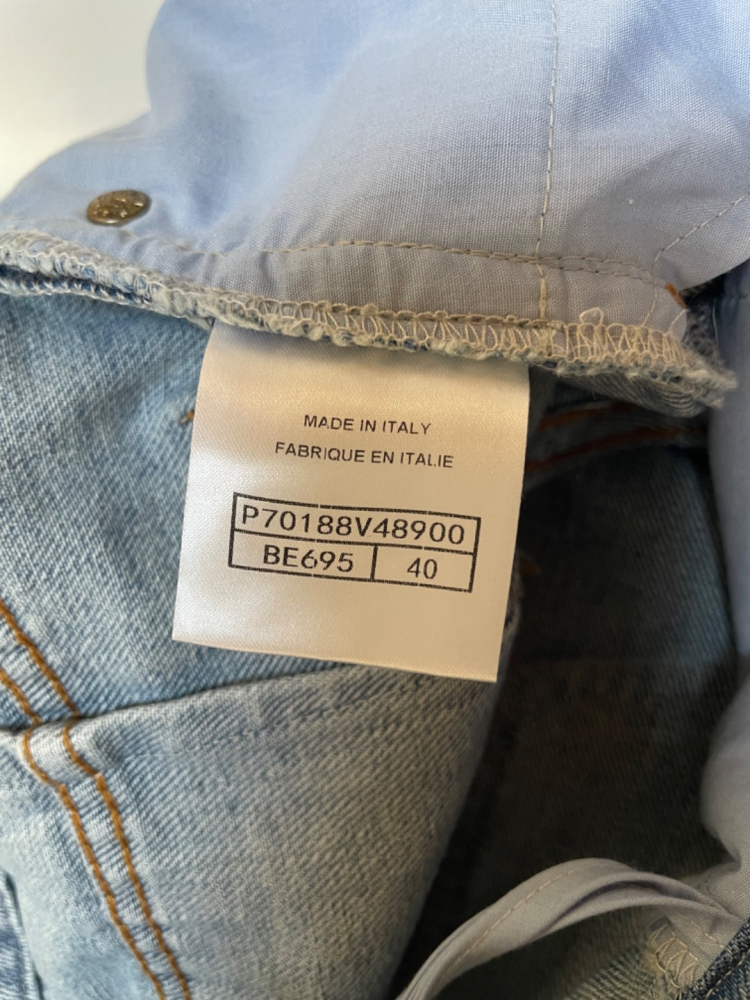 MADE IN ITALY
FABRIQUE EN ITALIE
P70188V48900
BE695 40